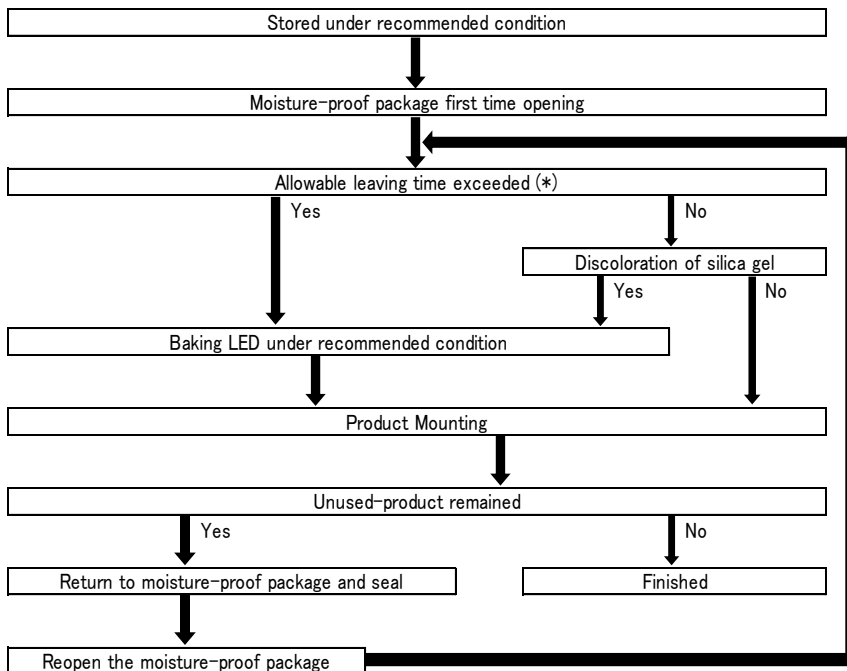 Stored under recommended condition
Moisture-proof package first time opening
Allowable leaving time exceeded (*)
Yes
No
Discoloration of silica gel
Yes
No
Baking LED under recommended condition
Product Mounting
Unused-product remained
Yes
No
Return to moisture-proof package and seal
Finished
Reopen the moisture-proof package